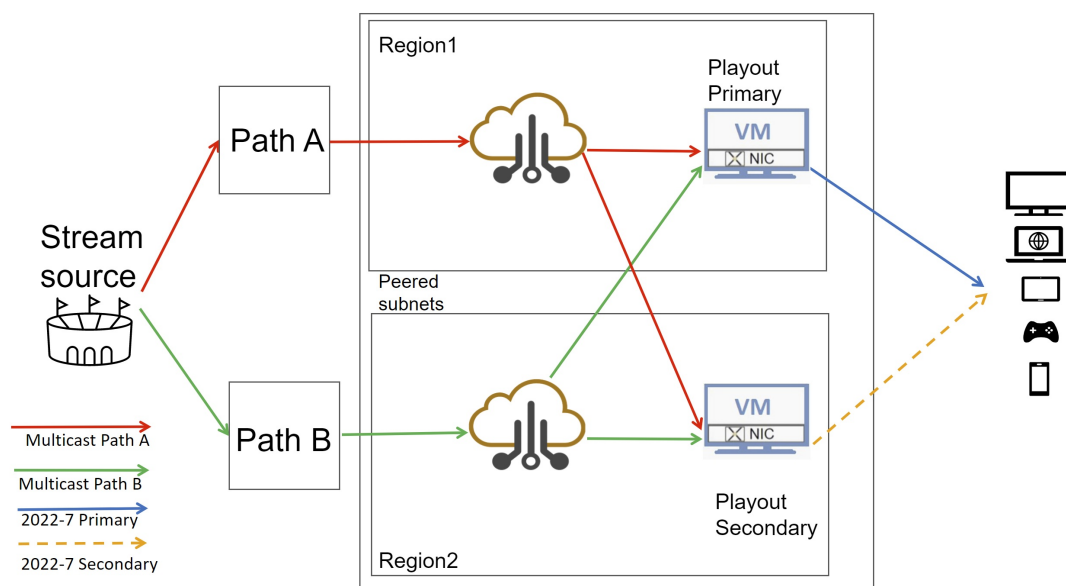 Region1
Playout
Primary
VM
NIC
Path A
Stream
source
Peered
subnets
Path B
VM
NIC
Playout
Secondary
Region2
Multicast Path A
Multicast Path B
2022-7 Primary
2022-7 Secondary